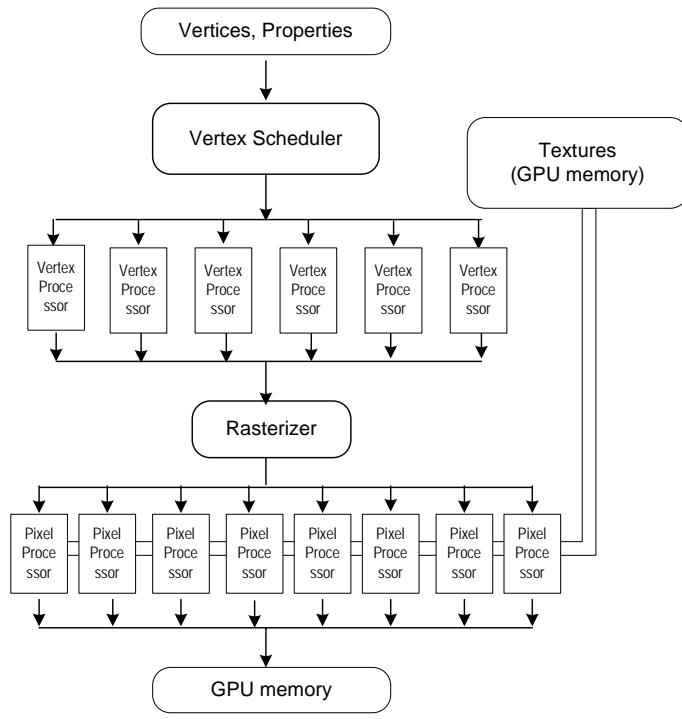 Vertices, Properties
Vertex Scheduler
Textures
(GPU memory)
Vertex
Proce
ssor
Vertex
Proce
ssor
Vertex
Proce
ssor
Vertex
Proce
ssor
Vertex
Proce
ssor
Vertex
Proce
ssor
Rasterizer
Pixel
Proce
ssor
Pixel
Proce
ssor
Pixel
Proce
ssor
Pixel
Proce
ssor
Pixel
Proce
ssor
Pixel
Proce
ssor
Pixel
Proce
ssor
Pixel
Proce
ssor
GPU memory